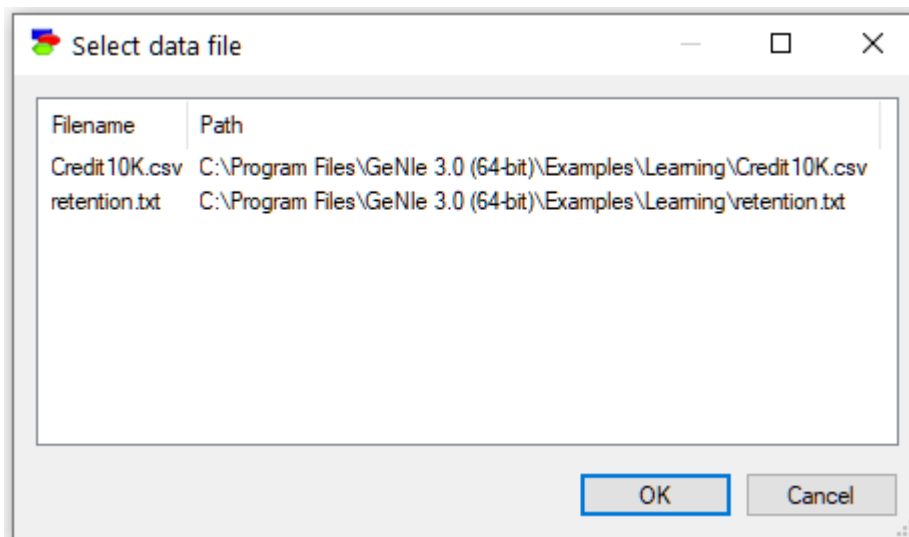 Select data file
Filename Path
Credit10K.csv C:\Program Files\GeNIe 3.0 (64-bit)\Examples\Learning\Credit10K.csv
retention.txt C:\Program Files\GeNIe 3.0 (64-bit)\Examples\Learning\retention.txt
OK Cancel